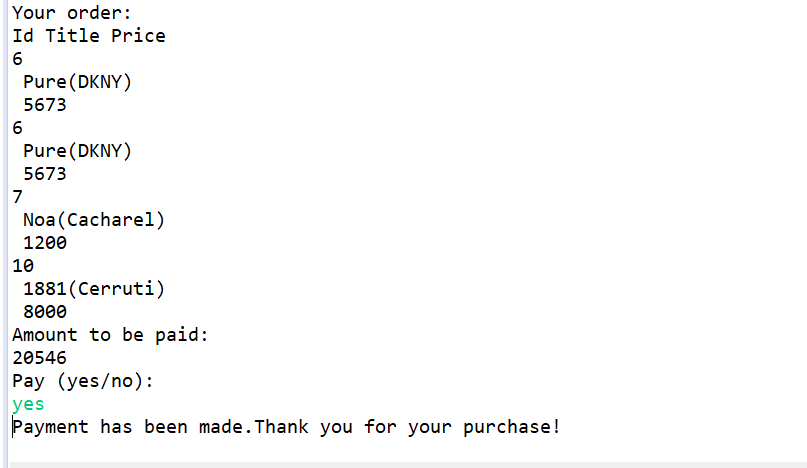 Your order:
Id Title Price
6
Pure(DKNY)
5673
6
Pure(DKNY)
5673
7
Noa(Cacharel)
1200
10
1881(Cerruti)
8000
Amount to be paid:
20546
Pay (yes/no):
yes
Payment has been made.Thank you for your purchase!